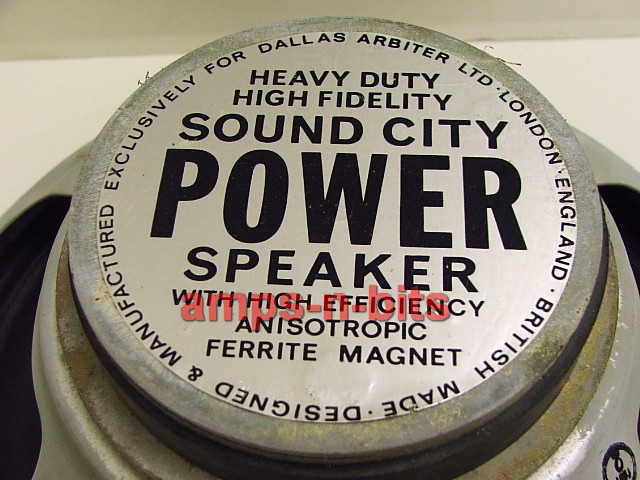 HEAVY DUTY
HIGH FIDELITY
SOUND CITY
POWER
SPEAKER
WITH HIGH EFFICIENCY
ANISOTROPIC
FERRITE MAGNET
DESIGNED & MANUFACTURED EXCLUSIVELY FOR DALLAS ARBITER LTD · LONDON · ENGLAND · BRITISH MADE ·
amps-n-bits